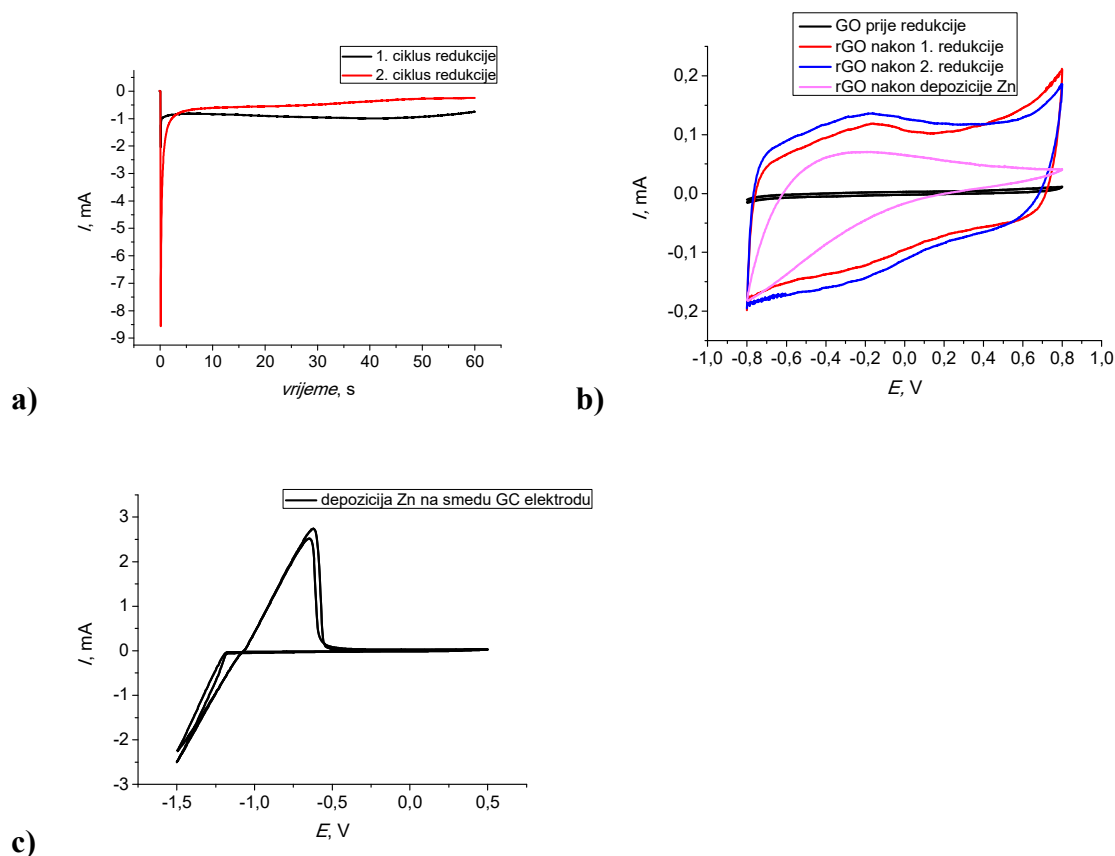 1. ciklus redukcije
2. ciklus redukcije
0
-1
-2
-3
-4
-5
-6
-7
-8
-9
I, mA
0 10 20 30 40 50 60
vrijeme, s
a)
GO prije redukcije
rGO nakon 1. redukcije
rGO nakon 2. redukcije
rGO nakon depozicije Zn
0,2
0,1
0,0
-0,1
-0,2
I, mA
-1,0 -0,8 -0,6 -0,4 -0,2 0,0 0,2 0,4 0,6 0,8 1,0
E, V
b)
depozicija Zn na smeđu GC elektrodu
3
2
1
0
-1
-2
-3
I, mA
-1,5 -1,0 -0,5 0,0 0,5
E, V
c)